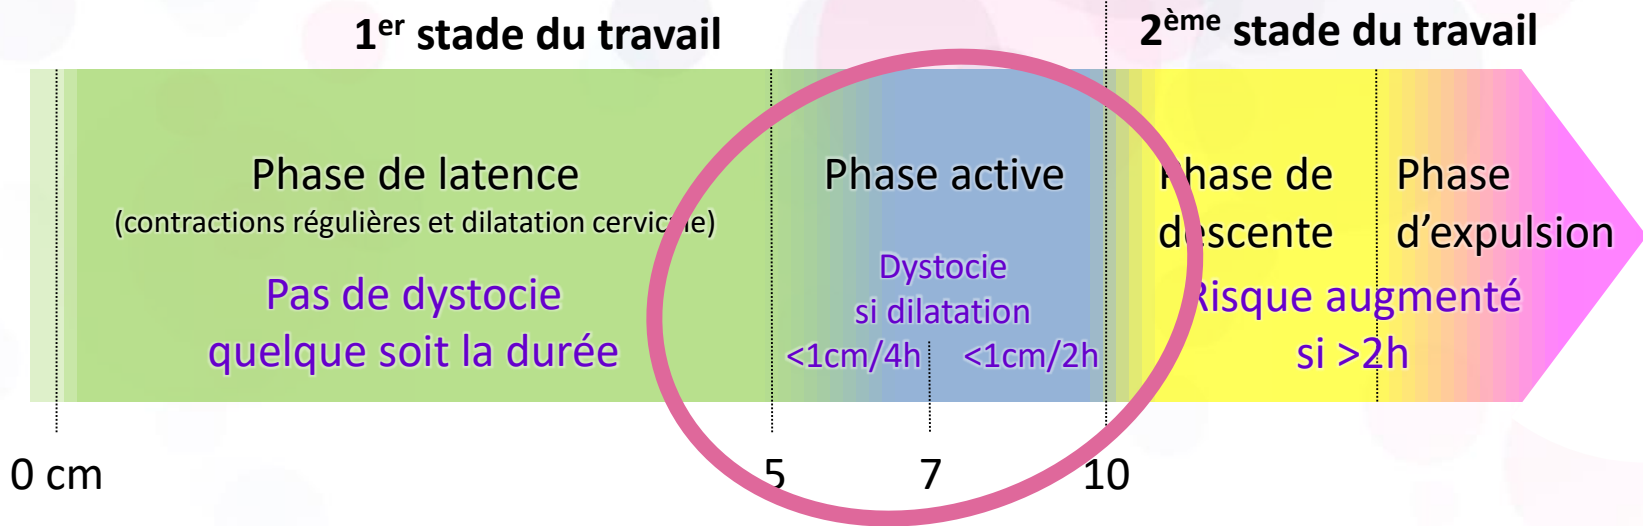 1er stade du travail
2ème stade du travail
Phase de latence
(contractions régulières et dilatation cervicale)
Pas de dystocie
quelque soit la durée
Phase active
Dystocie
si dilatation
<1cm/4h
<1cm/2h
Phase de
descente
Phase
d’expulsion
Risque augmenté
si >2h
0 cm
5
7
10